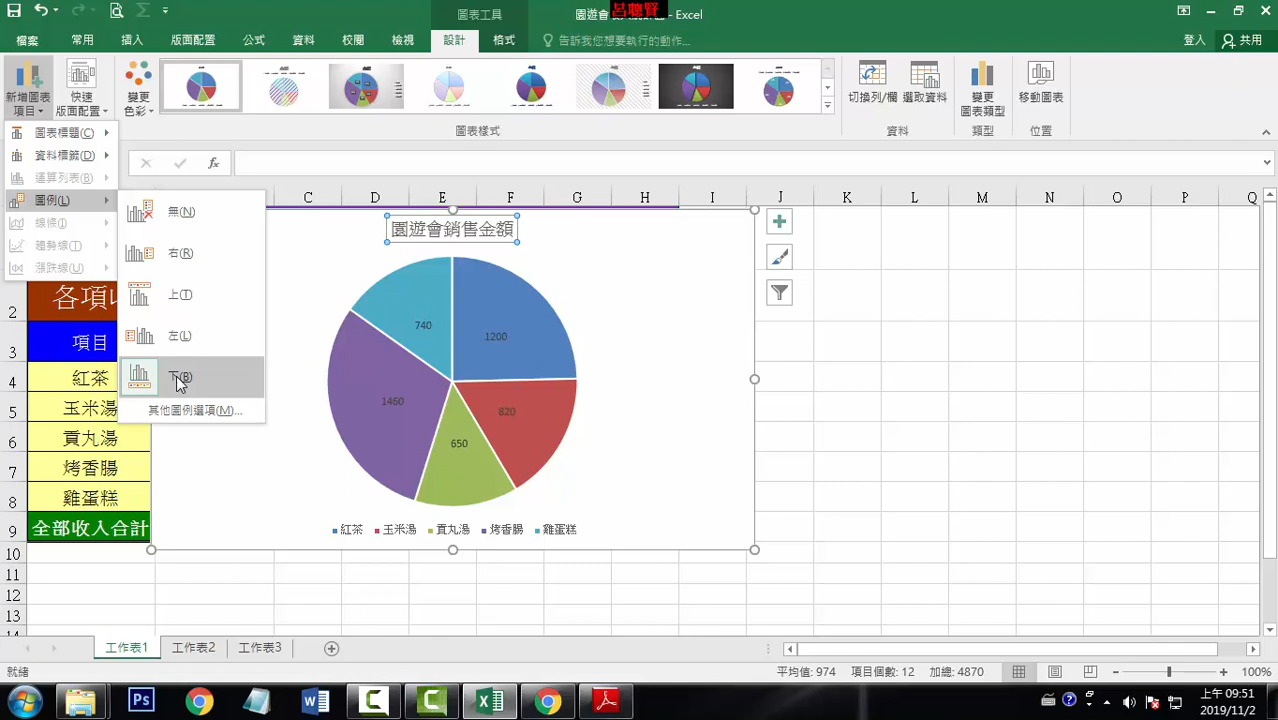 呂聰賢
圖表工具
Excel
檔案 常用 插入 版面配置 公式 資料 校閱 檢視 設計 格式 告訴我您想要執行的動作... 登入 共用
新增圖表項目 快速版面配置 變更色彩 切換列/欄 選取資料 變更圖表類型 移動圖表
圖表樣式 資料 類型 位置
圖表標題(C)
資料標籤(D)
運算列表(B)
圖例(L)
線條(I)
趨勢線(T)
漲跌線(U)
無(N)
右(R)
上(T)
左(L)
下(B)
其他圖例選項(M)...
fx
C D E F G H I J K L M N O P Q
園遊會銷售金額
740
1200
1460
820
650
紅茶 玉米湯 貢丸湯 烤香腸 雞蛋糕
2 各項
3 項目
4 紅茶
5 玉米湯
6 貢丸湯
7 烤香腸
8 雞蛋糕
9 全部收入合計
10
11
12
13
14
工作表1 工作表2 工作表3
就緒 平均值: 974 項目個數: 12 加總: 4870 100%
Ps
上午 09:51
2019/11/2